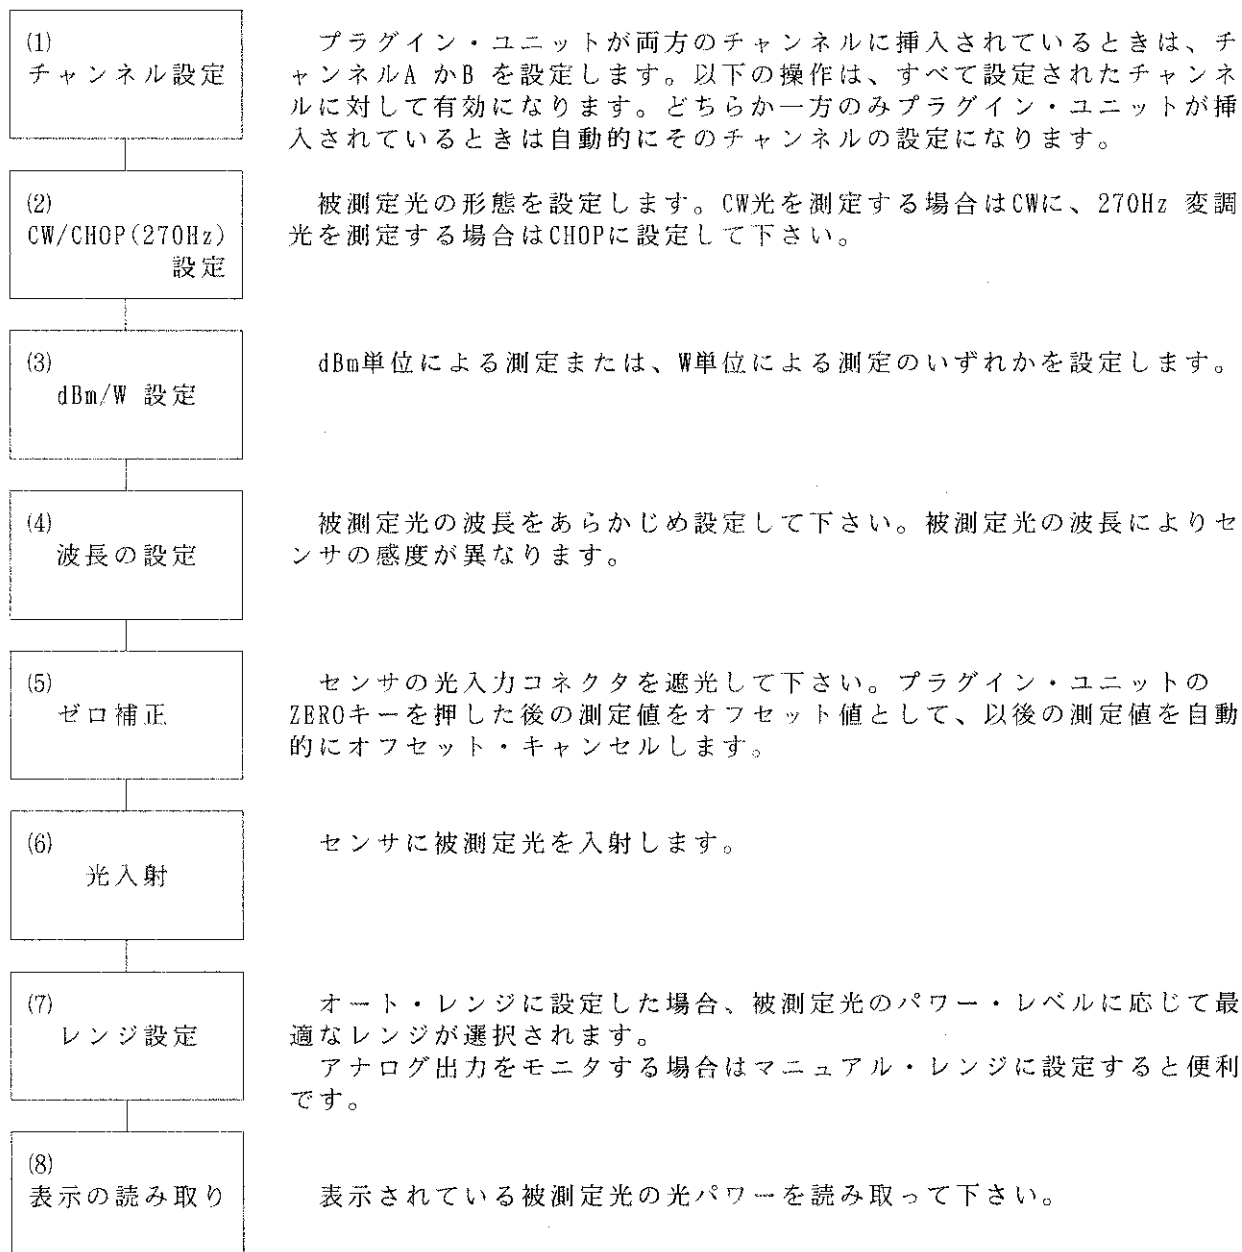 (1)
チャンネル設定
プラグイン・ユニットが両方のチャンネルに挿入されているときは、チ
ャンネルA かB を設定します。以下の操作は、すべて設定されたチャンネ
ルに対して有効になります。どちらか一方のみプラグイン・ユニットが挿
入されているときは自動的にそのチャンネルの設定になります。
(2)
CW/CHOP(270Hz)
設定
被測定光の形態を設定します。CW光を測定する場合はCWに、270Hz 変調
光を測定する場合はCHOPに設定して下さい。
(3)
dBm/W 設定
dBm単位による測定または、W単位による測定のいずれかを設定します。
(4)
波長の設定
被測定光の波長をあらかじめ設定して下さい。被測定光の波長によりセ
ンサの感度が異なります。
(5)
ゼロ補正
センサの光入力コネクタを遮光して下さい。プラグイン・ユニットの
ZEROキーを押した後の測定値をオフセット値として、以後の測定値を自動
的にオフセット・キャンセルします。
(6)
光入射
センサに被測定光を入射します。
(7)
レンジ設定
オート・レンジに設定した場合、被測定光のパワー・レベルに応じて最
適なレンジが選択されます。
アナログ出力をモニタする場合はマニュアル・レンジに設定すると便利
です。
(8)
表示の読み取り
表示されている被測定光の光パワーを読み取って下さい。